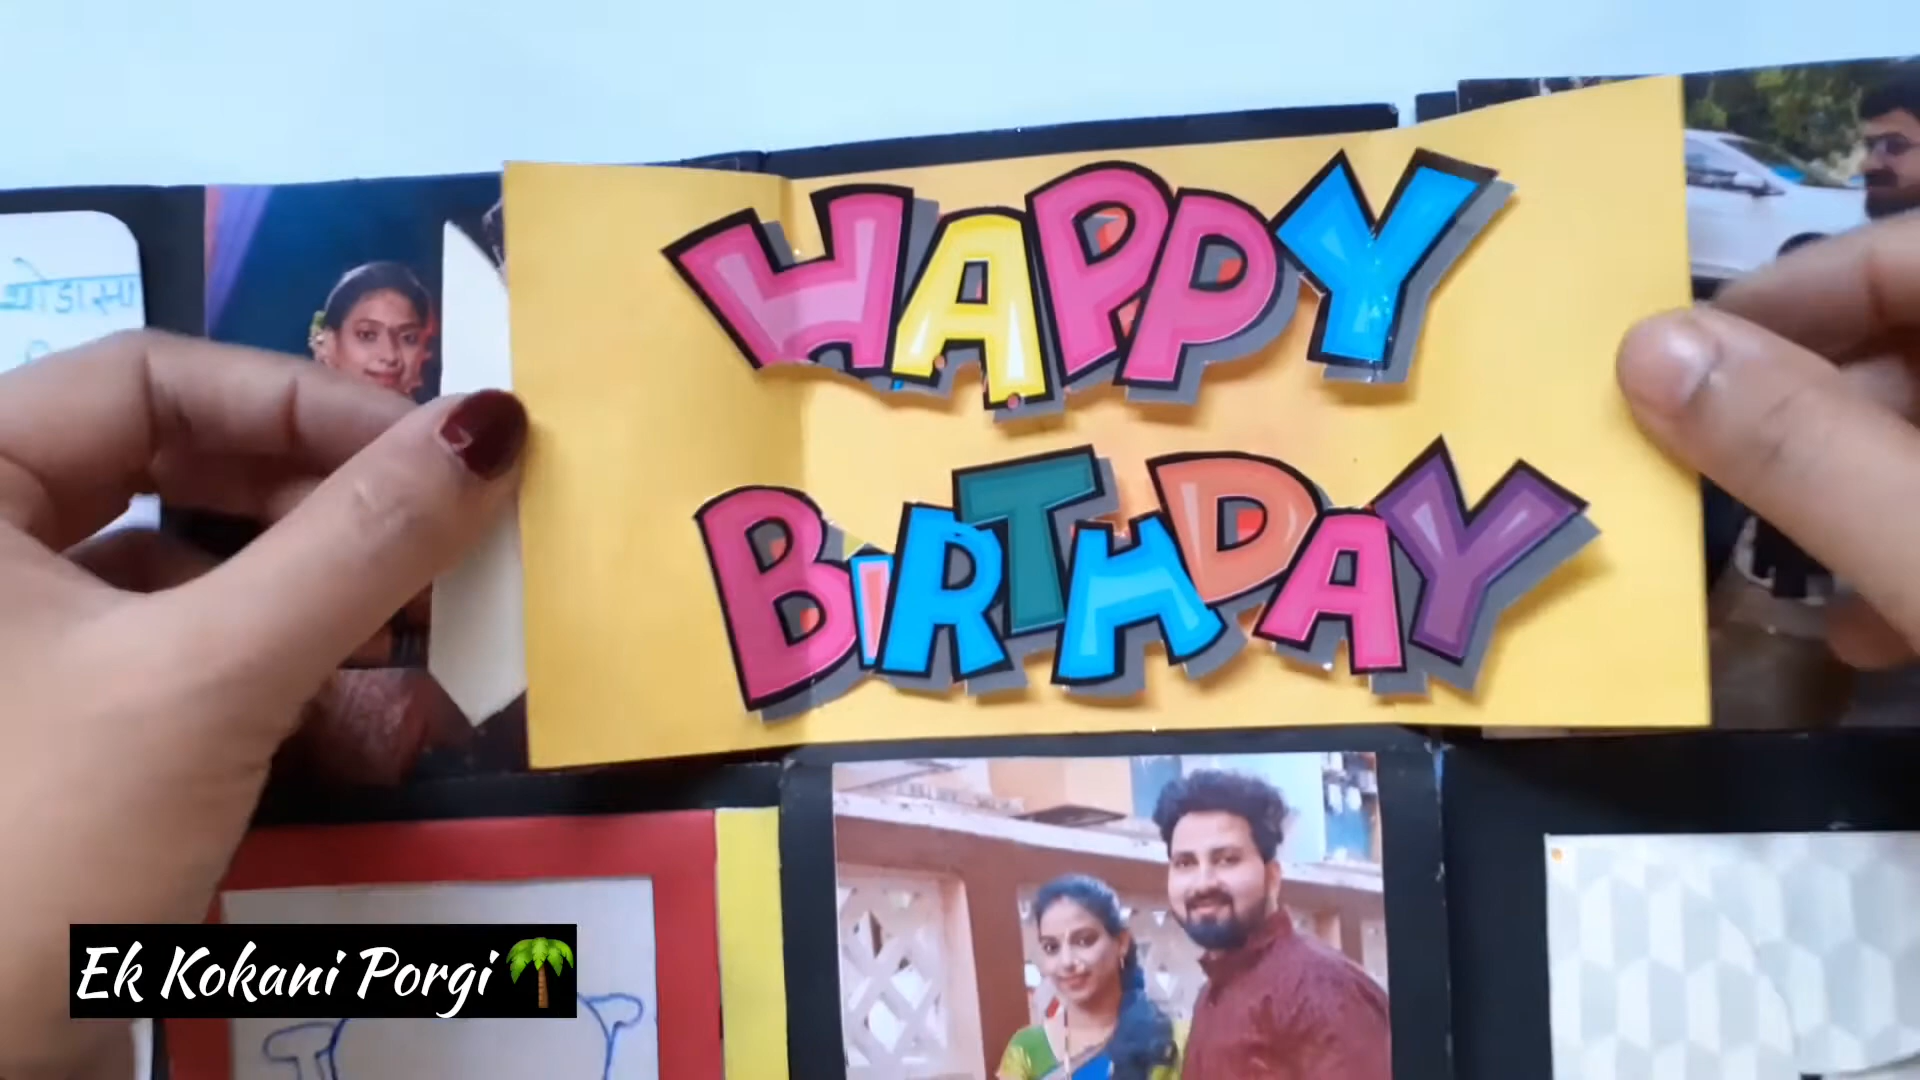 थोडासा
HAPPY
BIRTHDAY
Ek Kokani Porgi🌴